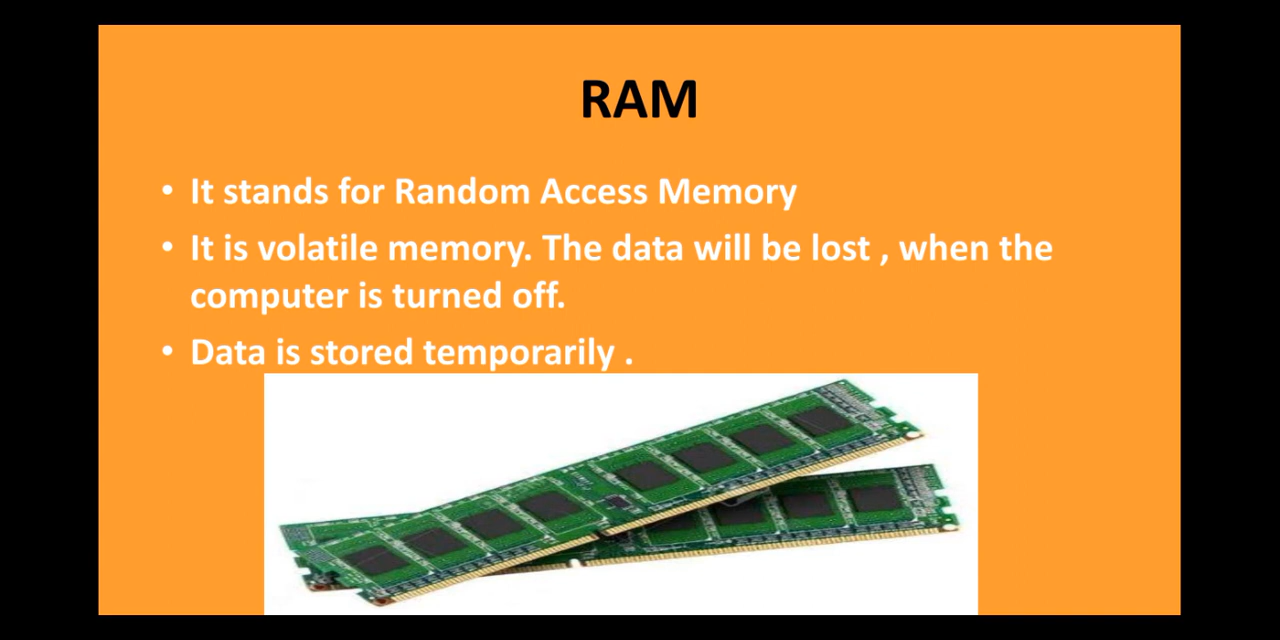 RAM
• It stands for Random Access Memory
• It is volatile memory. The data will be lost , when the
computer is turned off.
• Data is stored temporarily .